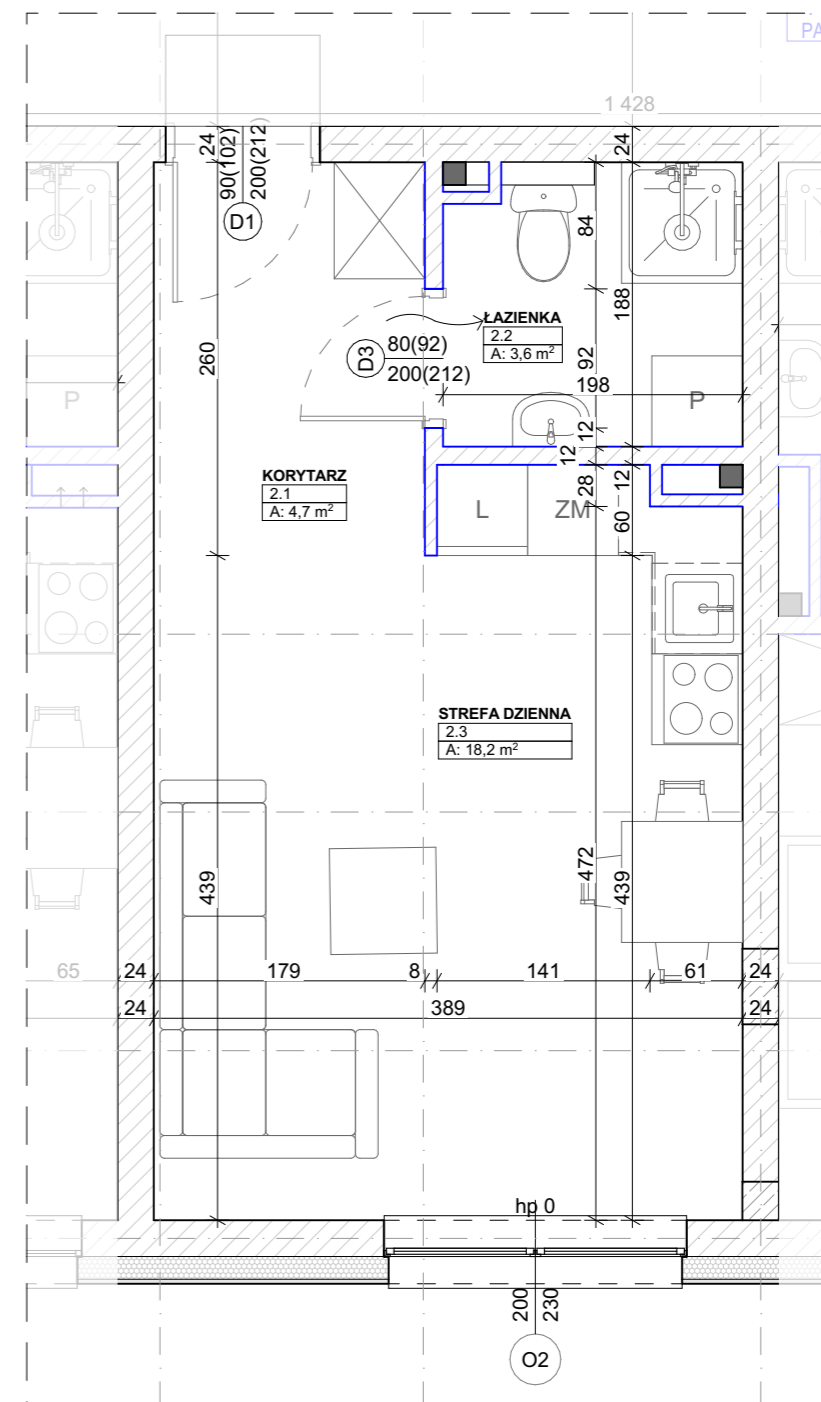 PA
1 428
24
90(102)
200(212)
24
D1
84
188
ŁAZIENKA
2.2
A: 3,6 m²
260
D3
80(92)
200(212)
92
198
P
P
12
12
KORYTARZ
2.1
A: 4,7 m²
L
ZM
28
12
60
STREFA DZIENNA
2.3
A: 18,2 m²
439
472
439
65
24
179
8
141
61
24
24
389
24
hp 0
200
230
O2